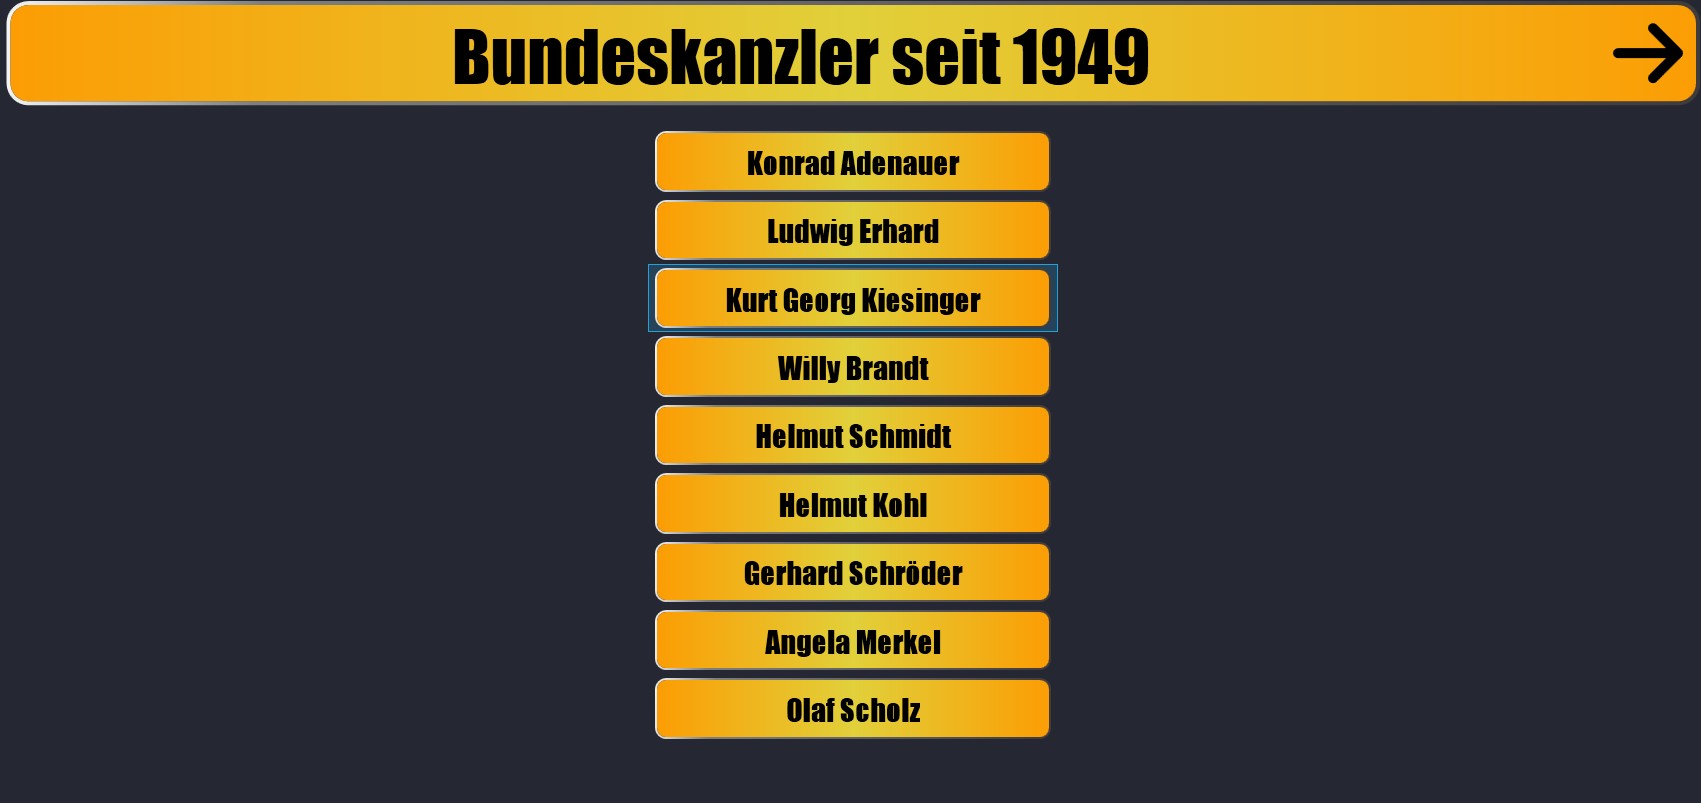 Bundeskanzler seit 1949
Konrad Adenauer
Ludwig Erhard
Kurt Georg Kiesinger
Willy Brandt
Helmut Schmidt
Helmut Kohl
Gerhard Schröder
Angela Merkel
Olaf Scholz